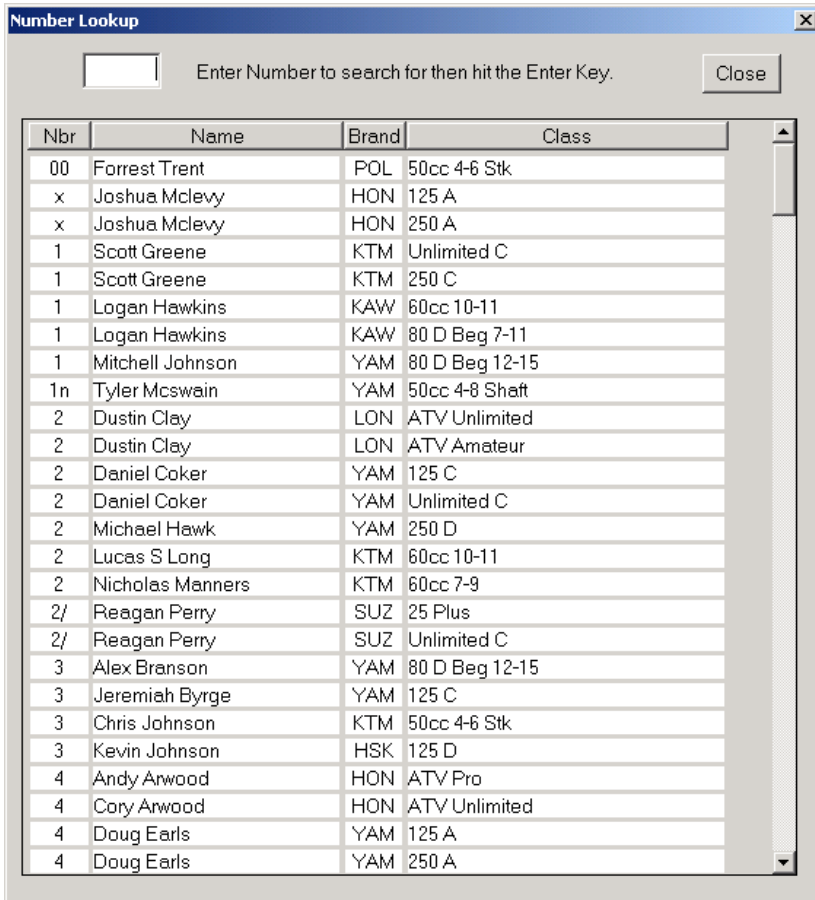 Number Lookup
Enter Number to search for then hit the Enter Key. Close
Nbr Name Brand Class
00 Forrest Trent POL 50cc 4-6 Stk
x Joshua Mclevy HON 125 A
x Joshua Mclevy HON 250 A
1 Scott Greene KTM Unlimited C
1 Scott Greene KTM 250 C
1 Logan Hawkins KAW 60cc 10-11
1 Logan Hawkins KAW 80 D Beg 7-11
1 Mitchell Johnson YAM 80 D Beg 12-15
1n Tyler Mcswain YAM 50cc 4-8 Shaft
2 Dustin Clay LON ATV Unlimited
2 Dustin Clay LON ATV Amateur
2 Daniel Coker YAM 125 C
2 Daniel Coker YAM Unlimited C
2 Michael Hawk YAM 250 D
2 Lucas S Long KTM 60cc 10-11
2 Nicholas Manners KTM 60cc 7-9
2/ Reagan Perry SUZ 25 Plus
2/ Reagan Perry SUZ Unlimited C
3 Alex Branson YAM 80 D Beg 12-15
3 Jeremiah Byrge YAM 125 C
3 Chris Johnson KTM 50cc 4-6 Stk
3 Kevin Johnson HSK 125 D
4 Andy Arwood HON ATV Pro
4 Cory Arwood HON ATV Unlimited
4 Doug Earls YAM 125 A
4 Doug Earls YAM 250 A